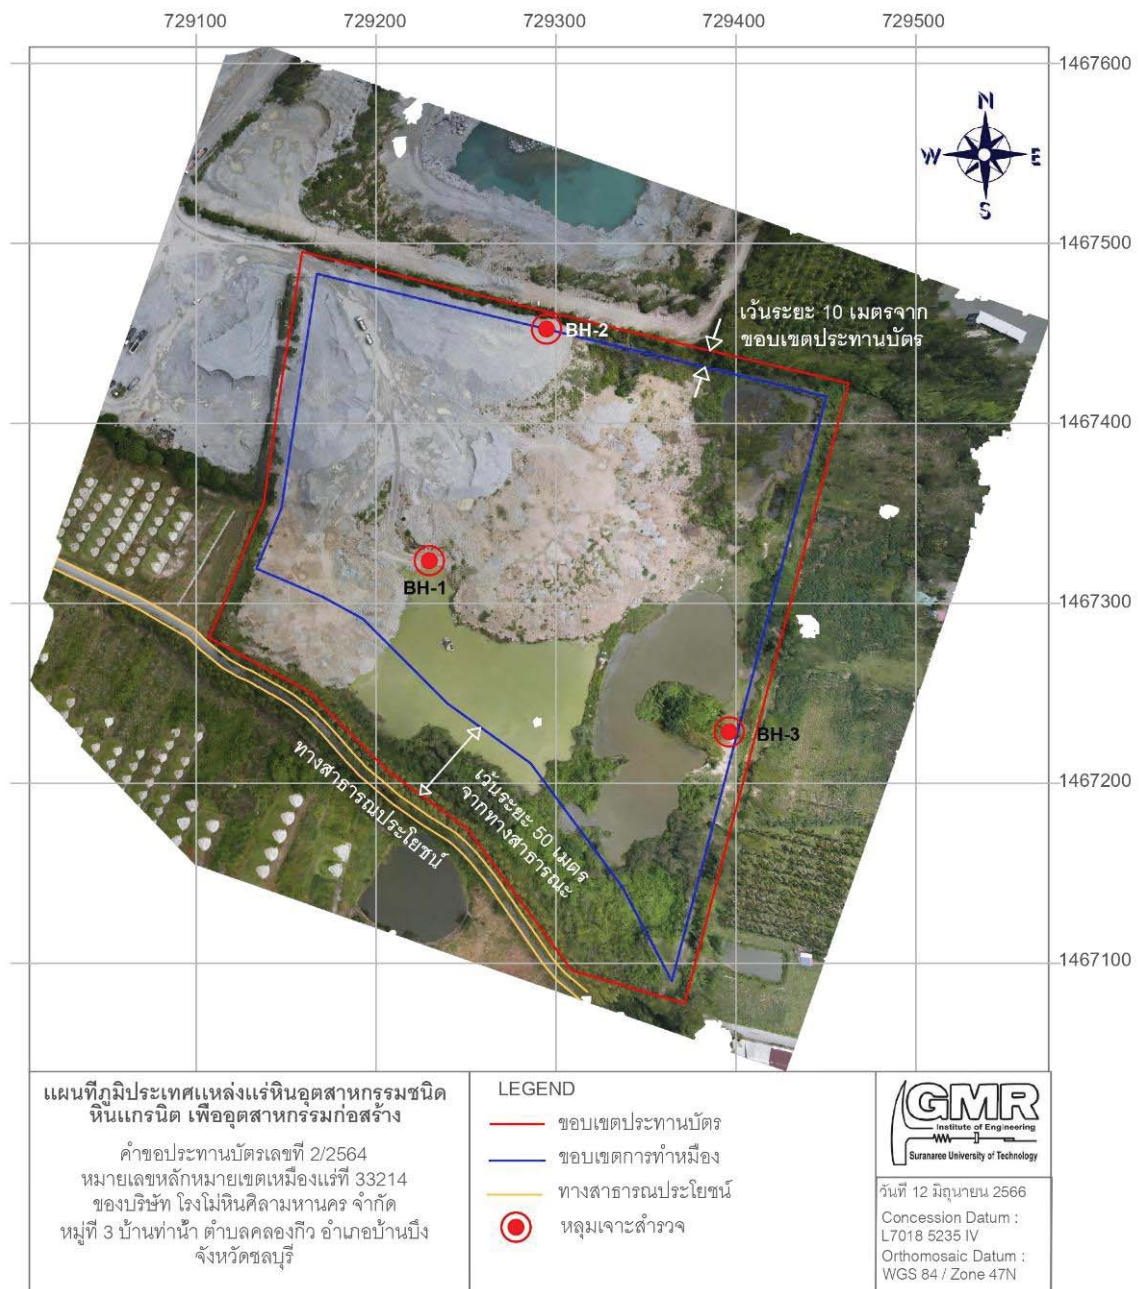 729100 729200 729300 729400 729500
1467600
N
W E
S
1467500
เว้นระยะ 10 เมตรจาก
ขอบเขตประทานบัตร
BH-2
1467400
BH-1
1467300
BH-3
1467200
ทางสาธารณประโยชน์
เว้นระยะ 50 เมตร
จากทางสาธารณะ
1467100
แผนที่ภูมิประเทศแหล่งแร่หินอุตสาหกรรมชนิด
หินแกรนิต เพื่ออุตสาหกรรมก่อสร้าง
คำขอประทานบัตรเลขที่ 2/2564
หมายเลขหลักหมายเขตเหมืองแร่ที่ 33214
ของบริษัท โรงโม่หินศิลามหานคร จำกัด
หมู่ที่ 3 บ้านท่าน้ำ ตำบลคลองกิ่ว อำเภอบ้านบึง
จังหวัดชลบุรี
LEGEND
ขอบเขตประทานบัตร
ขอบเขตการทำเหมือง
ทางสาธารณประโยชน์
หลุมเจาะสำรวจ
GMR
Institute of Engineering
Suranaree University of Technology
วันที่ 12 มิถุนายน 2566
Concession Datum :
L7018 5235 IV
Orthomosaic Datum :
WGS 84 / Zone 47N